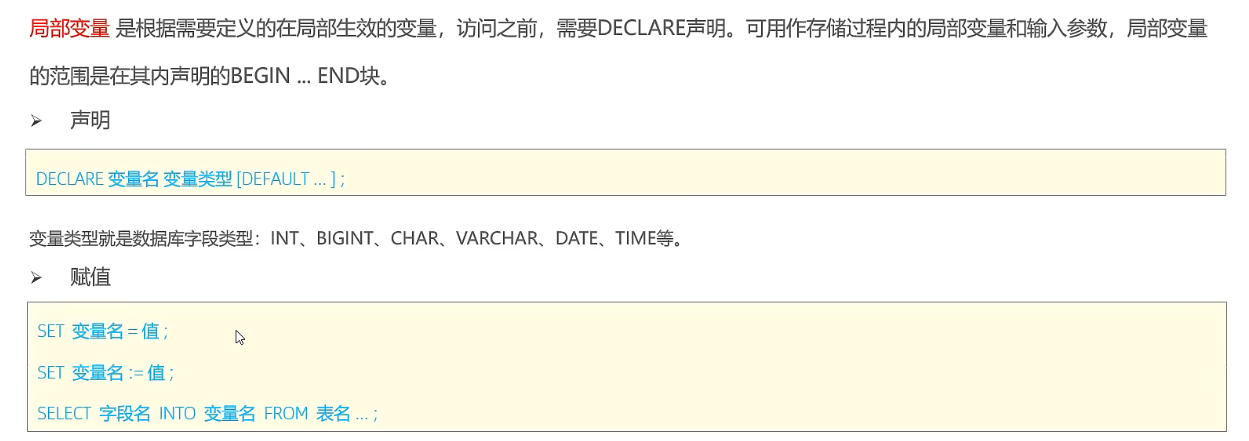 局部变量 是根据需要定义的在局部生效的变量，访问之前，需要DECLARE声明。可用作存储过程内的局部变量和输入参数，局部变量
的范围是在其内声明的BEGIN ... END块。
➢ 声明
DECLARE 变量名 变量类型 [DEFAULT ... ] ;
变量类型就是数据库字段类型：INT、BIGINT、CHAR、VARCHAR、DATE、TIME等。
➢ 赋值
SET 变量名 = 值 ;
SET 变量名 := 值 ;
SELECT 字段名 INTO 变量名 FROM 表名 ... ;